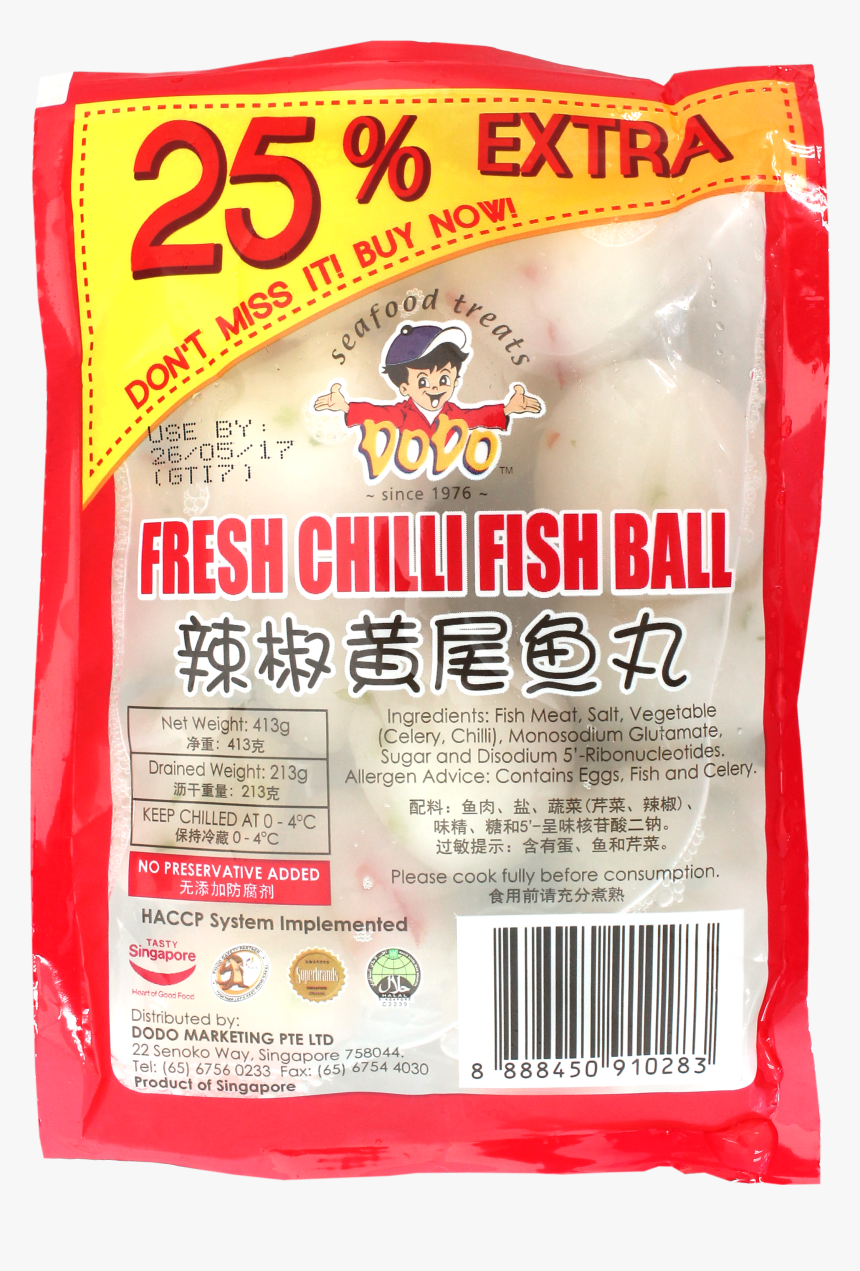 25% EXTRA
DON'T MISS IT! BUY NOW!
seafood treats
DODO TM
~ since 1976 ~
USE BY:
26/05/17
(GTI7)
FRESH CHILLI FISH BALL
辣椒黄尾鱼丸
Net Weight: 413g
净重：413克
Drained Weight: 213g
沥干重量：213克
KEEP CHILLED AT 0 - 4°C
保持冷藏 0 - 4°C
NO PRESERVATIVE ADDED
无添加防腐剂
Ingredients: Fish Meat, Salt, Vegetable
(Celery, Chilli), Monosodium Glutamate,
Sugar and Disodium 5'-Ribonucleotides.
Allergen Advice: Contains Eggs, Fish and Celery.
配料：鱼肉、盐、蔬菜(芹菜、辣椒)、
味精、糖和5'-呈味核苷酸二钠。
过敏提示：含有蛋、鱼和芹菜。
Please cook fully before consumption.
食用前请充分煮熟
HACCP System Implemented
TASTY
Singapore
Heart of Good Food
Superbrands
HALAL
SINGAPORE
Distributed by:
DODO MARKETING PTE LTD
22 Senoko Way, Singapore 758044.
Tel: (65) 6756 0233 Fax: (65) 6754 4030
Product of Singapore
8 888450 910283